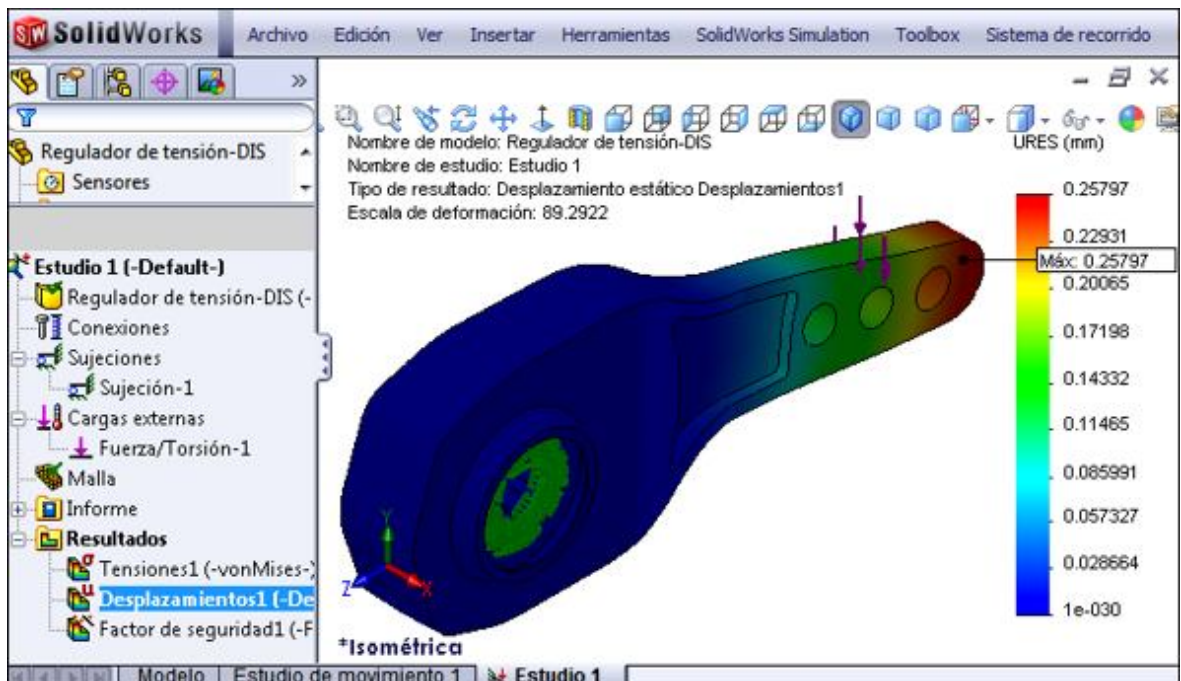 SolidWorks Archivo Edición Ver Insertar Herramientas SolidWorks Simulation Toolbox Sistema de recorrido
Regulador de tensión-DIS
Sensores
Estudio 1 (-Default-)
Regulador de tensión-DIS (-
Conexiones
Sujeciones
Sujeción-1
Cargas externas
Fuerza/Torsión-1
Malla
Informe
Resultados
Tensiones1 (-vonMises-)
Desplazamientos1 (-De
Factor de seguridad1 (-F
Nombre de modelo: Regulador de tensión-DIS
Nombre de estudio: Estudio 1
Tipo de resultado: Desplazamiento estático Desplazamientos1
Escala de deformación: 89.2922
URES (mm)
0.25797
0.22931
Máx: 0.25797
0.20065
0.17198
0.14332
0.11465
0.085991
0.057327
0.028664
1e-030
Y
Z
X
*Isométrica
Modelo Estudio de movimiento 1 Estudio 1